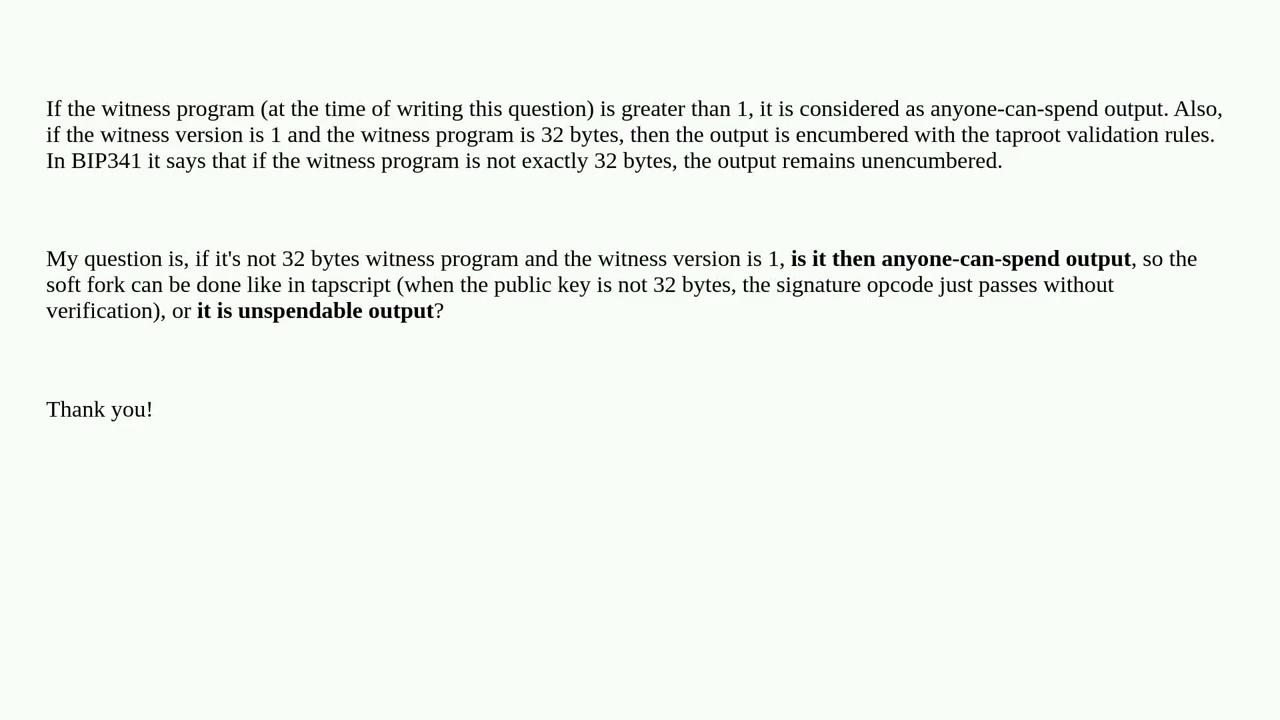 If the witness program (at the time of writing this question) is greater than 1, it is considered as anyone-can-spend output. Also,
if the witness version is 1 and the witness program is 32 bytes, then the output is encumbered with the taproot validation rules.
In BIP341 it says that if the witness program is not exactly 32 bytes, the output remains unencumbered.
My question is, if it's not 32 bytes witness program and the witness version is 1, is it then anyone-can-spend output, so the
soft fork can be done like in tapscript (when the public key is not 32 bytes, the signature opcode just passes without
verification), or it is unspendable output?
Thank you!